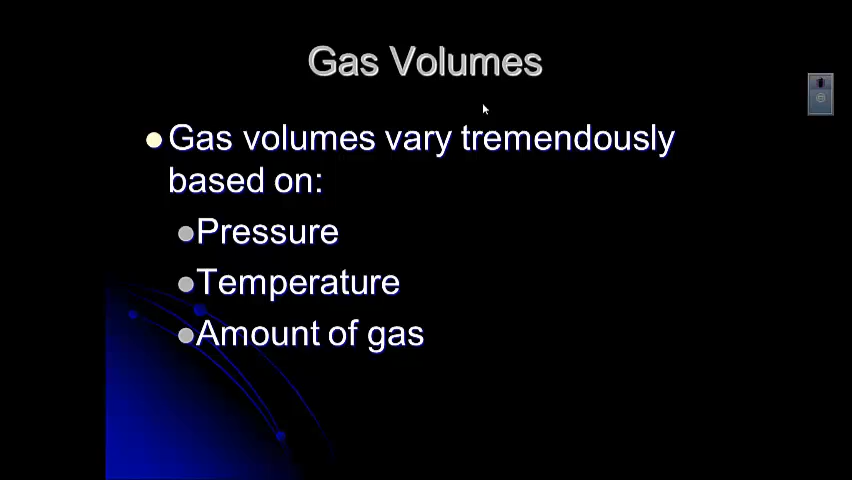 Gas Volumes
Gas volumes vary tremendously
based on:
Pressure
Temperature
Amount of gas